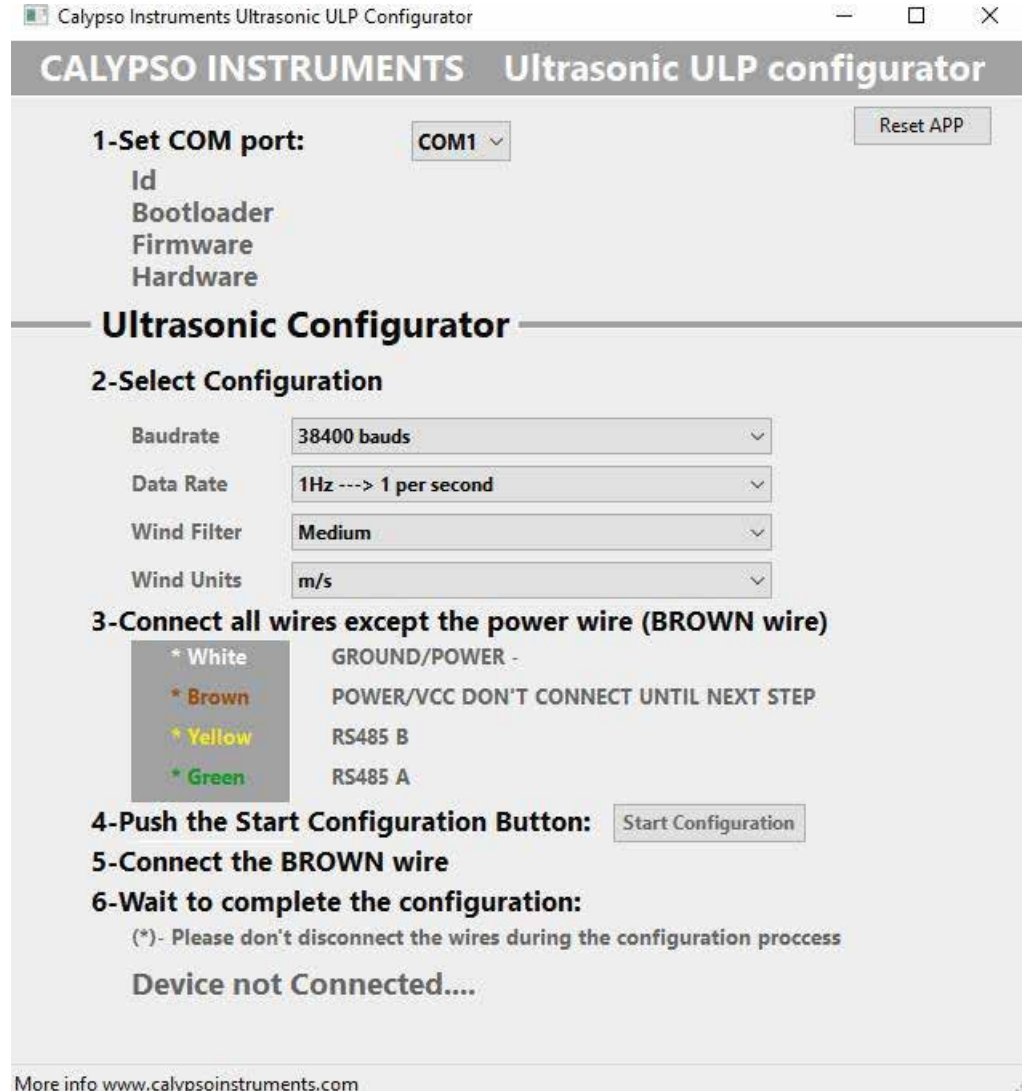 Calypso Instruments Ultrasonic ULP Configurator
CALYPSO INSTRUMENTS Ultrasonic ULP configurator
Reset APP
1-Set COM port: COM1
Id
Bootloader
Firmware
Hardware
Ultrasonic Configurator
2-Select Configuration
Baudrate 38400 bauds
Data Rate 1Hz ---> 1 per second
Wind Filter Medium
Wind Units m/s
3-Connect all wires except the power wire (BROWN wire)
* White GROUND/POWER -
* Brown POWER/VCC DON'T CONNECT UNTIL NEXT STEP
* Yellow RS485 B
* Green RS485 A
4-Push the Start Configuration Button: Start Configuration
5-Connect the BROWN wire
6-Wait to complete the configuration:
(*)- Please don't disconnect the wires during the configuration proccess
Device not Connected....
More info www.calypsoinstruments.com